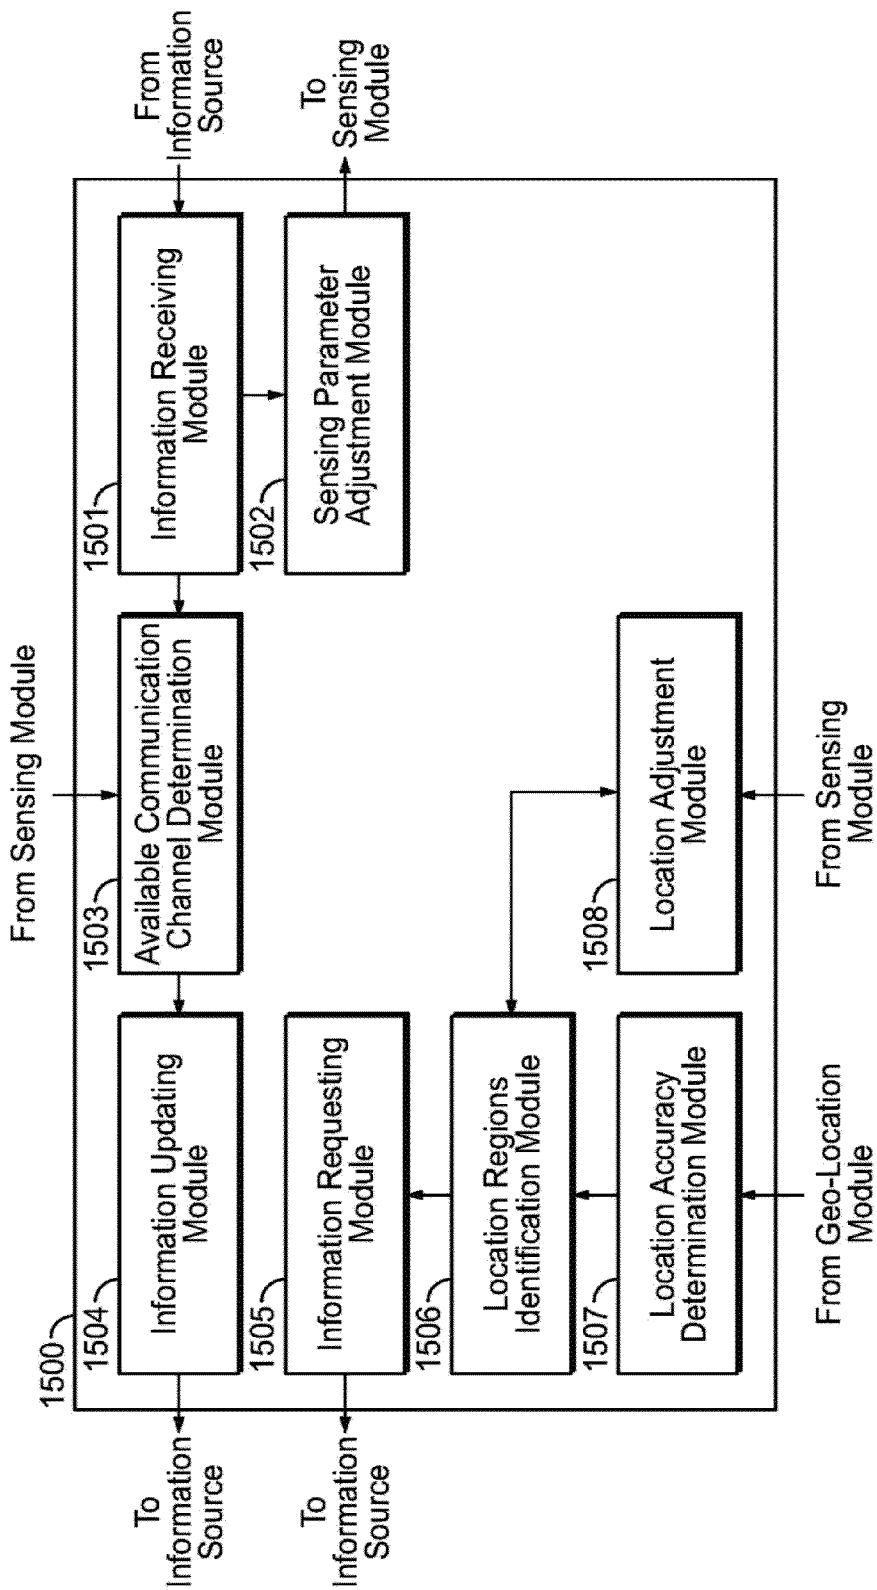 1500
From Sensing Module
To
Information
Source
1504
Information Updating
Module
1503
Available Communication
Channel Determination
Module
1501
Information Receiving
Module
From
Information
Source
To
Information
Source
1505
Information Requesting
Module
1502
Sensing Parameter
Adjustment Module
To
Sensing
Module
1506
Location Regions
Identification Module
1507
Location Accuracy
Determination Module
1508
Location Adjustment
Module
From Geo-Location
Module
From Sensing
Module